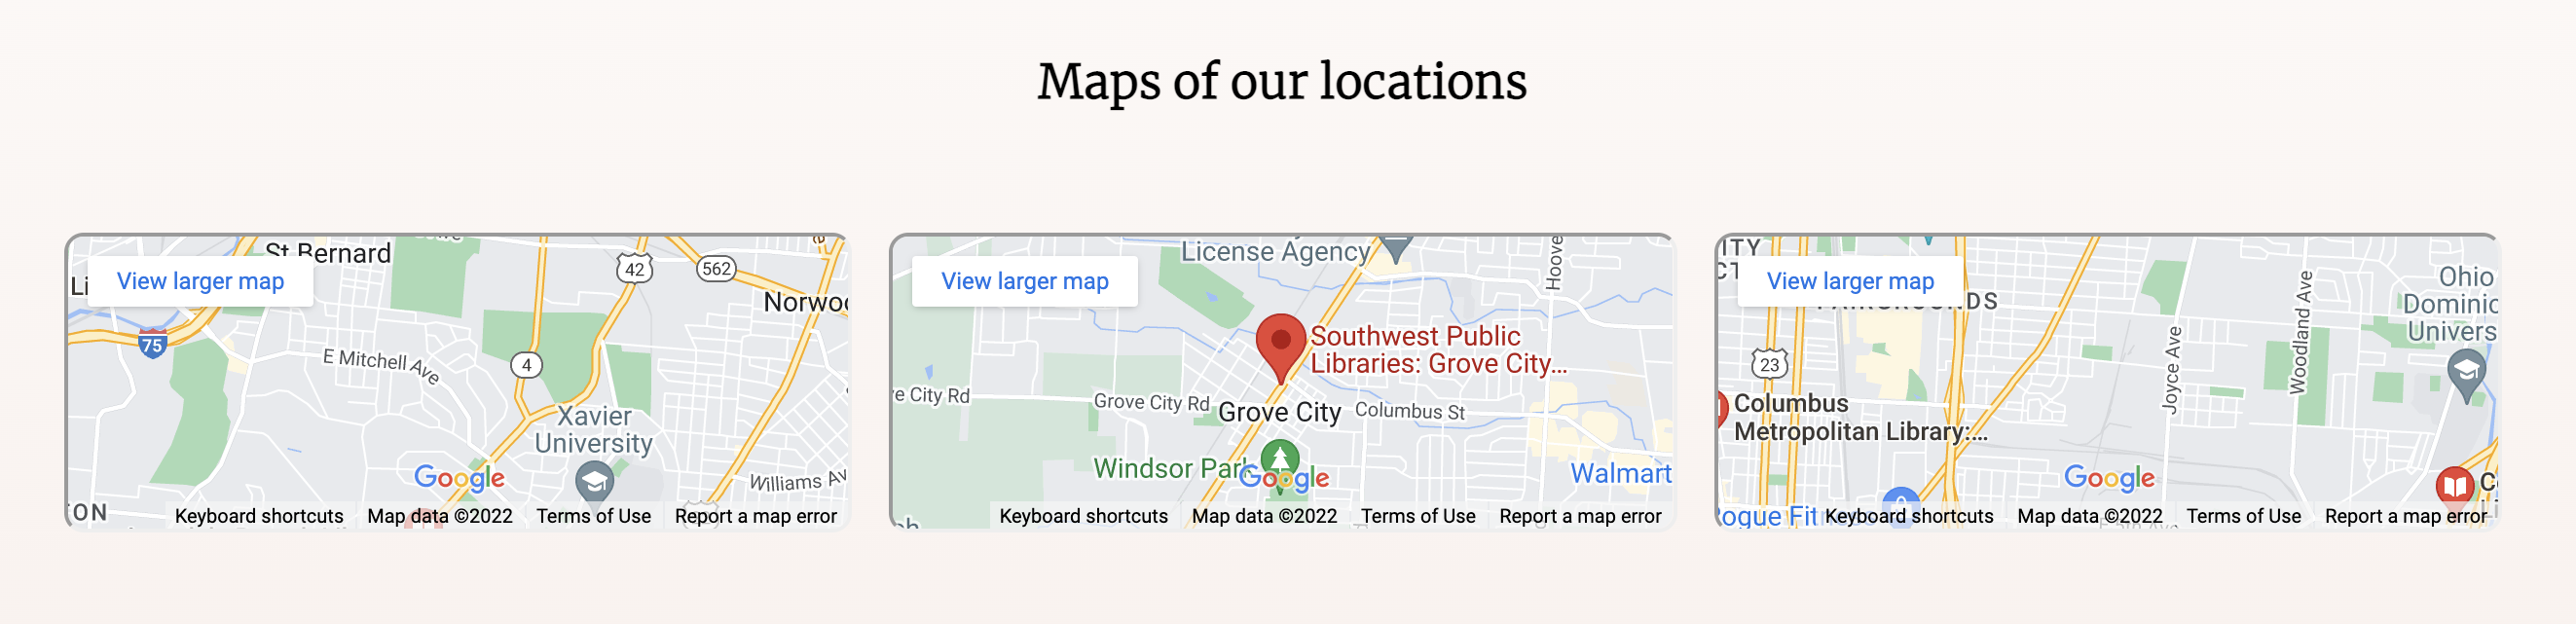 Maps of our locations
St Bernard
View larger map
42
562
Norwoo
75
E Mitchell Ave
4
Xavier
University
Google
Williams Av
ON
Keyboard shortcuts
Map data ©2022
Terms of Use
Report a map error
License Agency
Hoove
View larger map
Southwest Public
Libraries: Grove City...
e City Rd
Grove City Rd
Grove City
Columbus St
Windsor Park
Google
Walmart
Keyboard shortcuts
Map data ©2022
Terms of Use
Report a map error
ITY
CT
View larger map
FAIRGROUNDS
Ohio
Dominic
Univers
23
Joyce Ave
Woodland Ave
Columbus
Metropolitan Library:...
Google
ogue Fitness
Keyboard shortcuts
Map data ©2022
Terms of Use
Report a map error